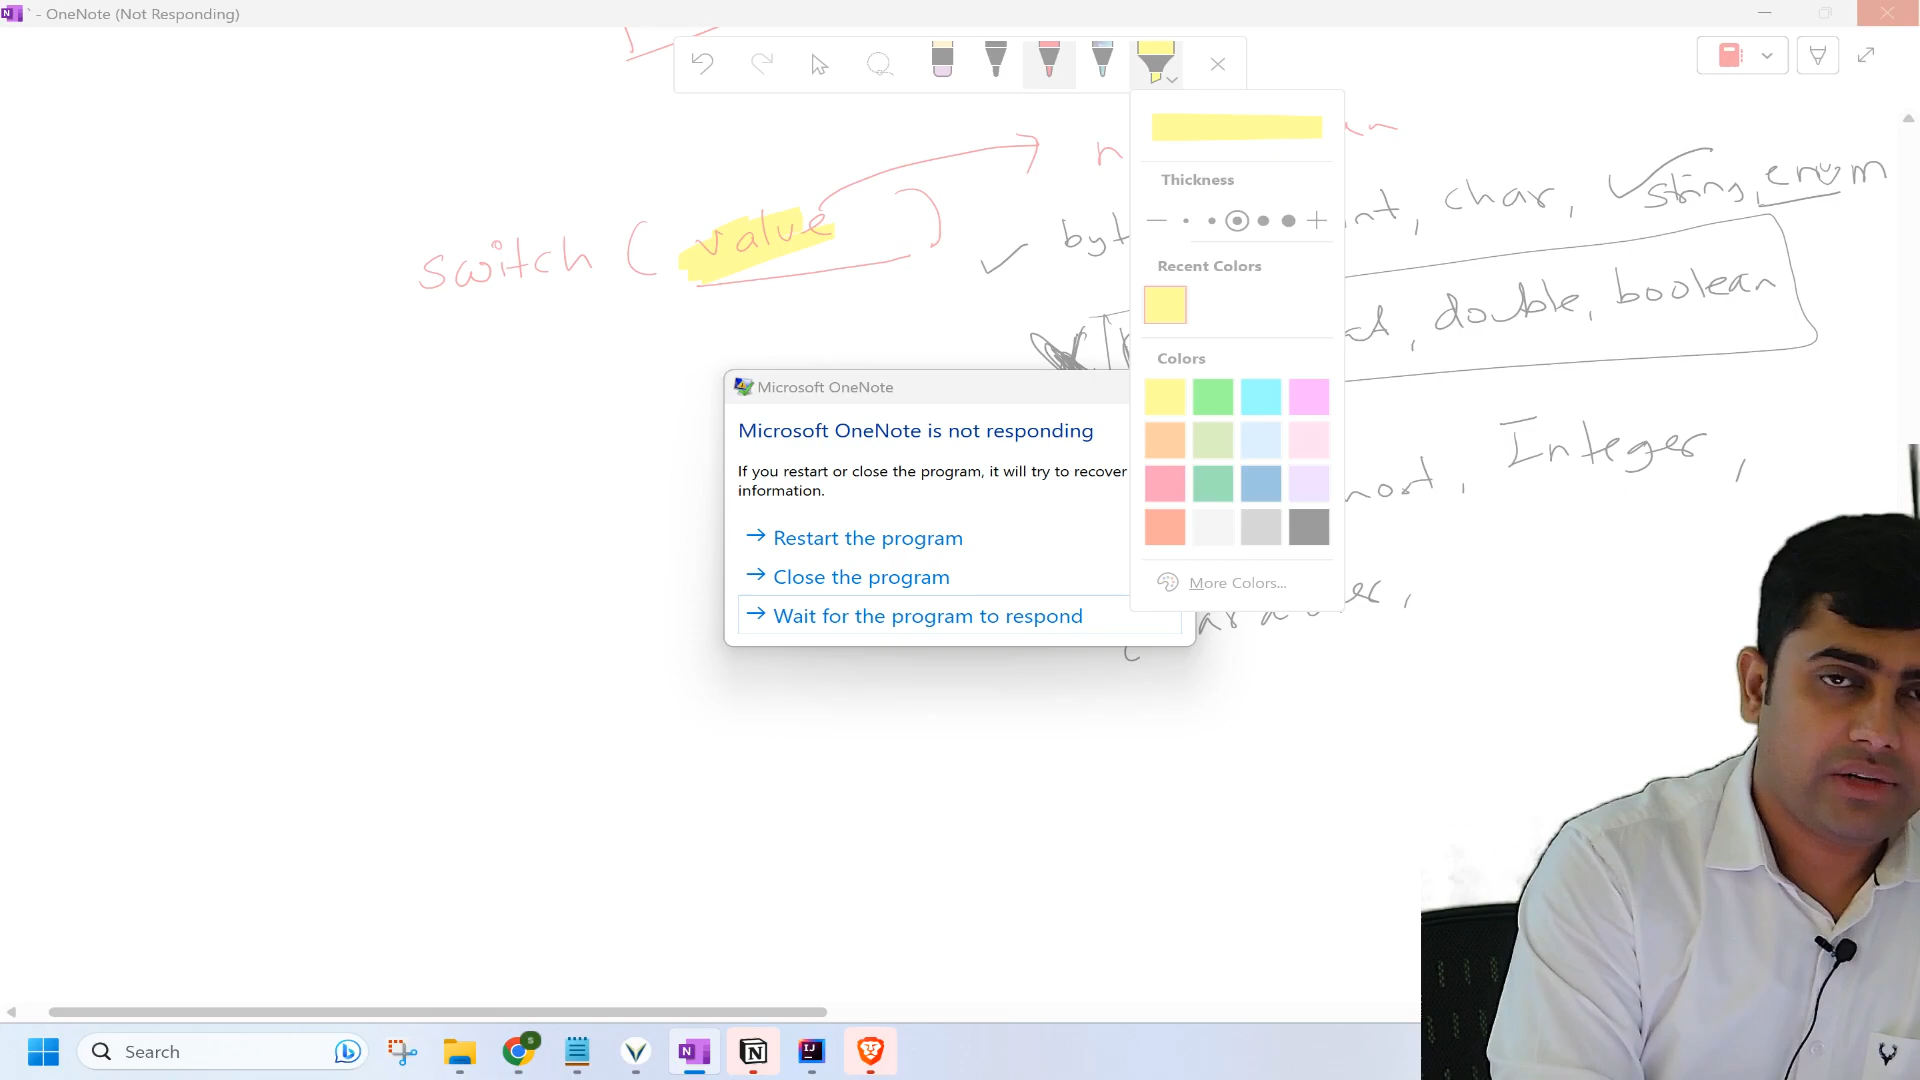 ` - OneNote (Not Responding)
switch ( value )
char, string, enum
double, boolean
Integer,
Thickness
Recent Colors
Colors
More Colors...
Microsoft OneNote
Microsoft OneNote is not responding
If you restart or close the program, it will try to recover
information.
Restart the program
Close the program
Wait for the program to respond
Search